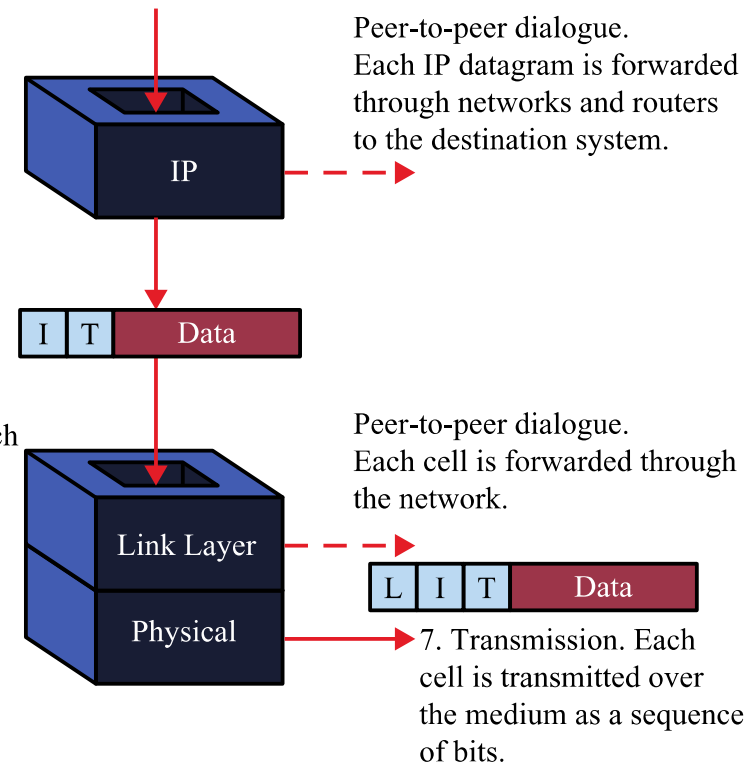 Peer-to-peer dialogue.
Each IP datagram is forwarded
through networks and routers
to the destination system.
IP
I T Data
ch
Peer-to-peer dialogue.
Each cell is forwarded through
the network.
Link Layer
L I T Data
Physical
7. Transmission. Each
cell is transmitted over
the medium as a sequence
of bits.